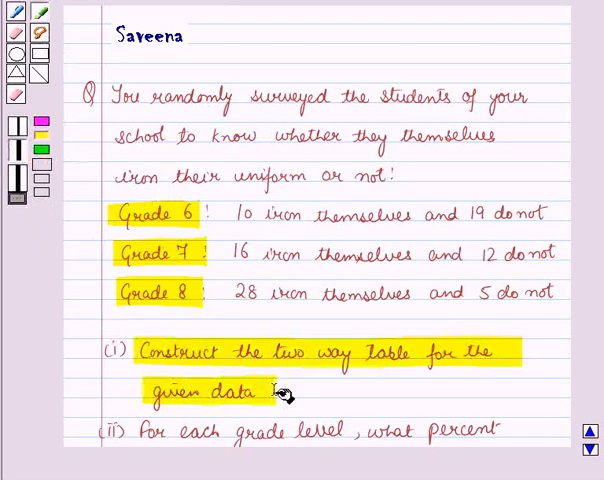 Saveena
Q You randomly surveyed the students of your
school to know whether they themselves
iron their uniform or not!
Grade 6 : 10 iron themselves and 19 do not
Grade 7 : 16 iron themselves and 12 do not
Grade 8 : 28 iron themselves and 5 do not
(i) Construct the two way table for the
given data
(ii) For each grade level, what percent